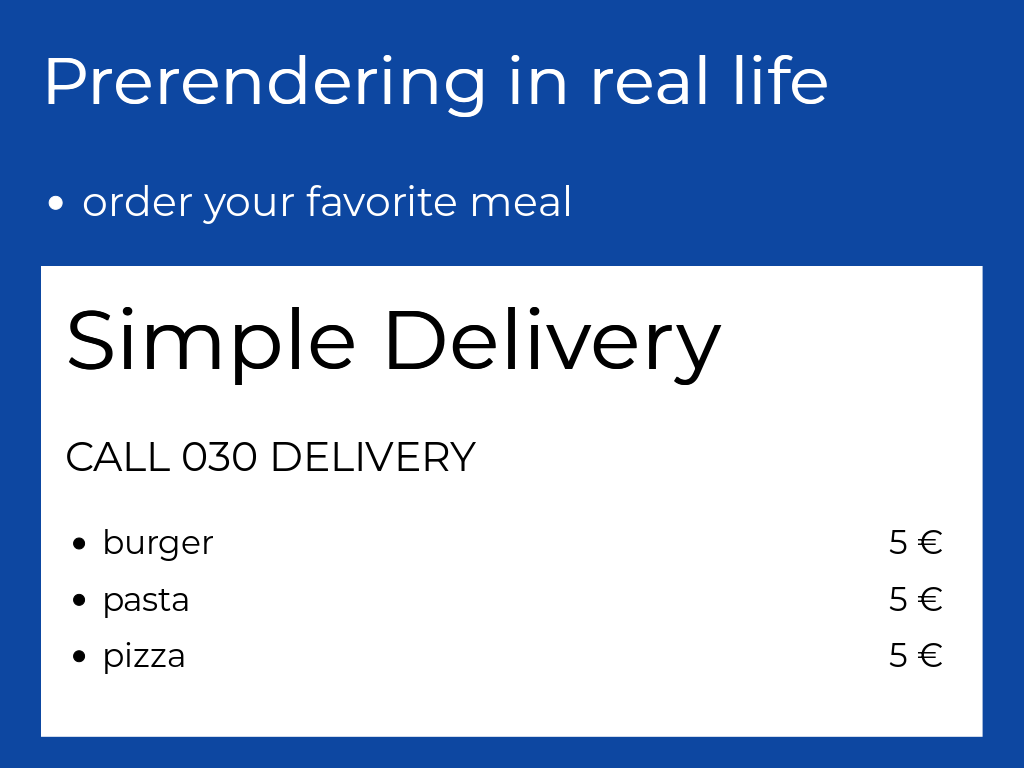 Prerendering in real life
• order your favorite meal
Simple Delivery
CALL 030 DELIVERY
• burger 5 €
• pasta 5 €
• pizza 5 €